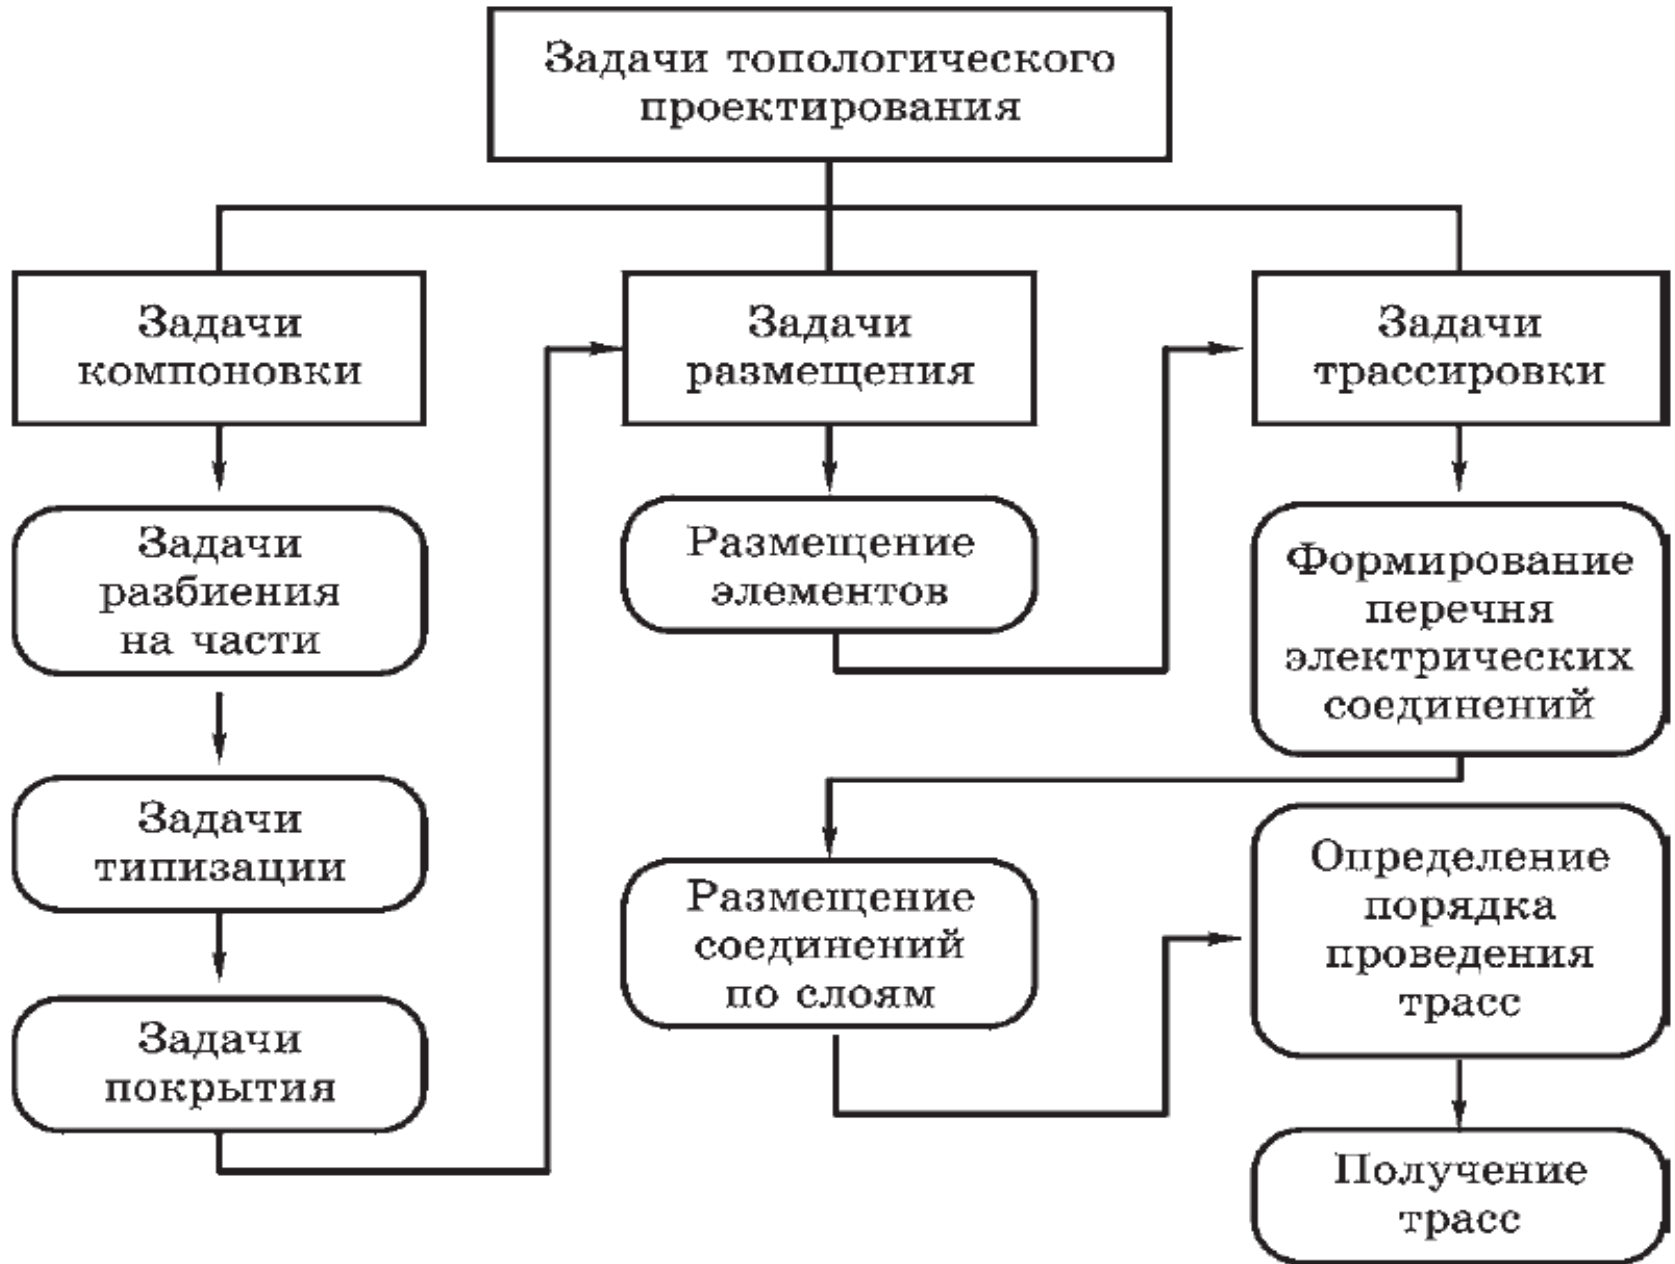 Задачи топологического
проектирования
Задачи
компоновки
Задачи
размещения
Задачи
трассировки
Задачи
разбиения
на части
Размещение
элементов
Формирование
перечня
электрических
соединений
Задачи
типизации
Размещение
соединений
по слоям
Определение
порядка
проведения
трасс
Задачи
покрытия
Получение
трасс